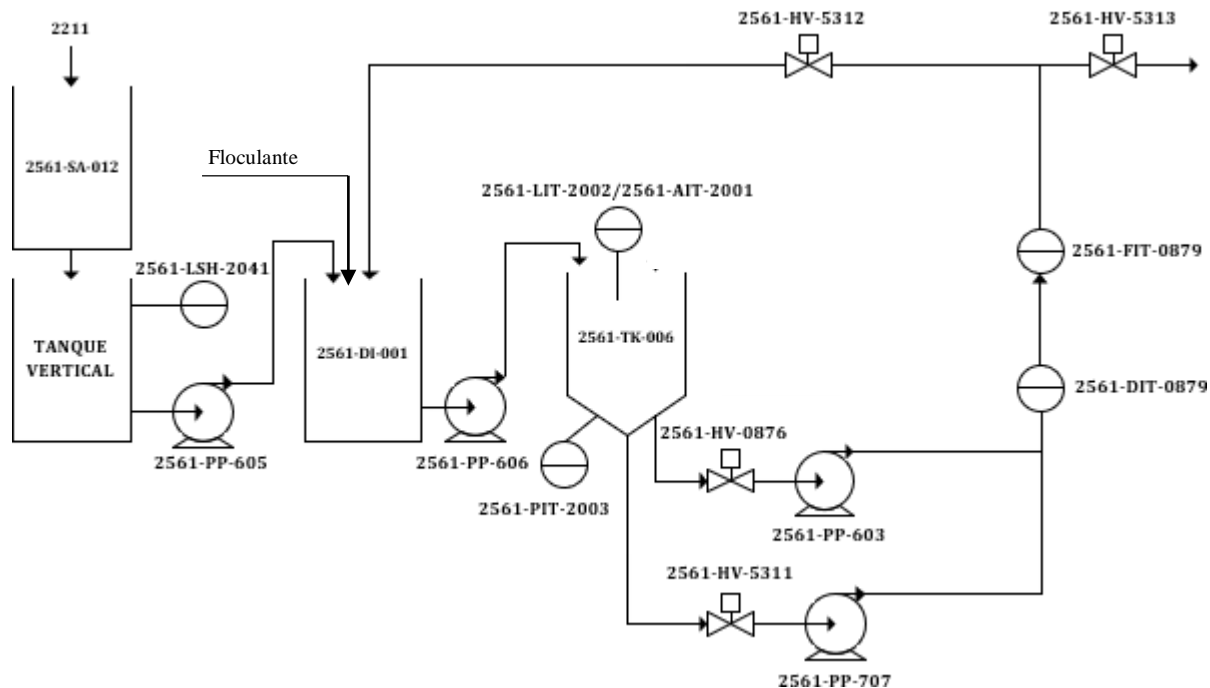 2561-HV-5312
2561-HV-5313
2211
2561-SA-012
Floculante
2561-LIT-2002/2561-AIT-2001
2561-FIT-0879
2561-LSH-2041
TANQUE
VERTICAL
2561-DI-001
2561-TK-006
2561-DIT-0879
2561-HV-0876
2561-PP-605
2561-PP-606
2561-PIT-2003
2561-PP-603
2561-HV-5311
2561-PP-707